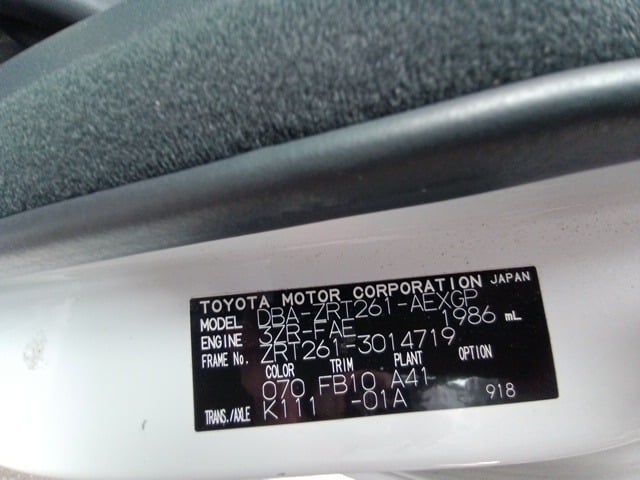 TOYOTA MOTOR CORPORATION JAPAN
MODEL DBA-ZRT261-AEXGP
ENGINE 3ZR-FAE 1986 mL
FRAME No. ZRT261-3014719
COLOR TRIM PLANT OPTION
070 FB10 A41
TRANS./AXLE K111 -01A 918